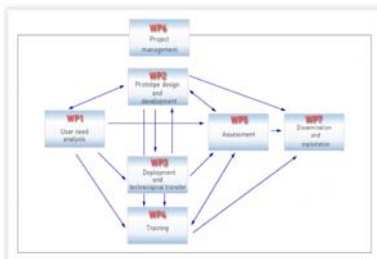 WP6
Project
management
WP2
Prototype design
and
development
WP1
User need
analysis
WP5
Assessment
WP7
Dissemination
and
exploitation
WP3
Deployment
and
technological transfer
WP4
Training